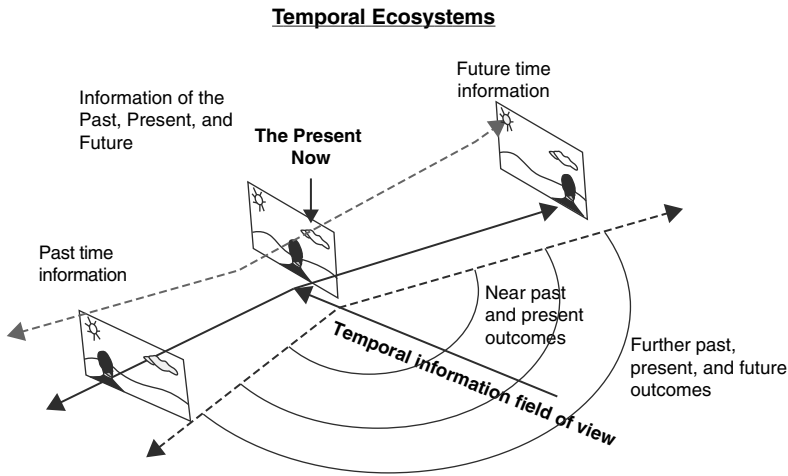 Temporal Ecosystems
Future time
information
Information of the
Past, Present, and
Future
The Present
Now
Past time
information
Near past
and present
outcomes
Temporal information field of view
Further past,
present, and future
outcomes